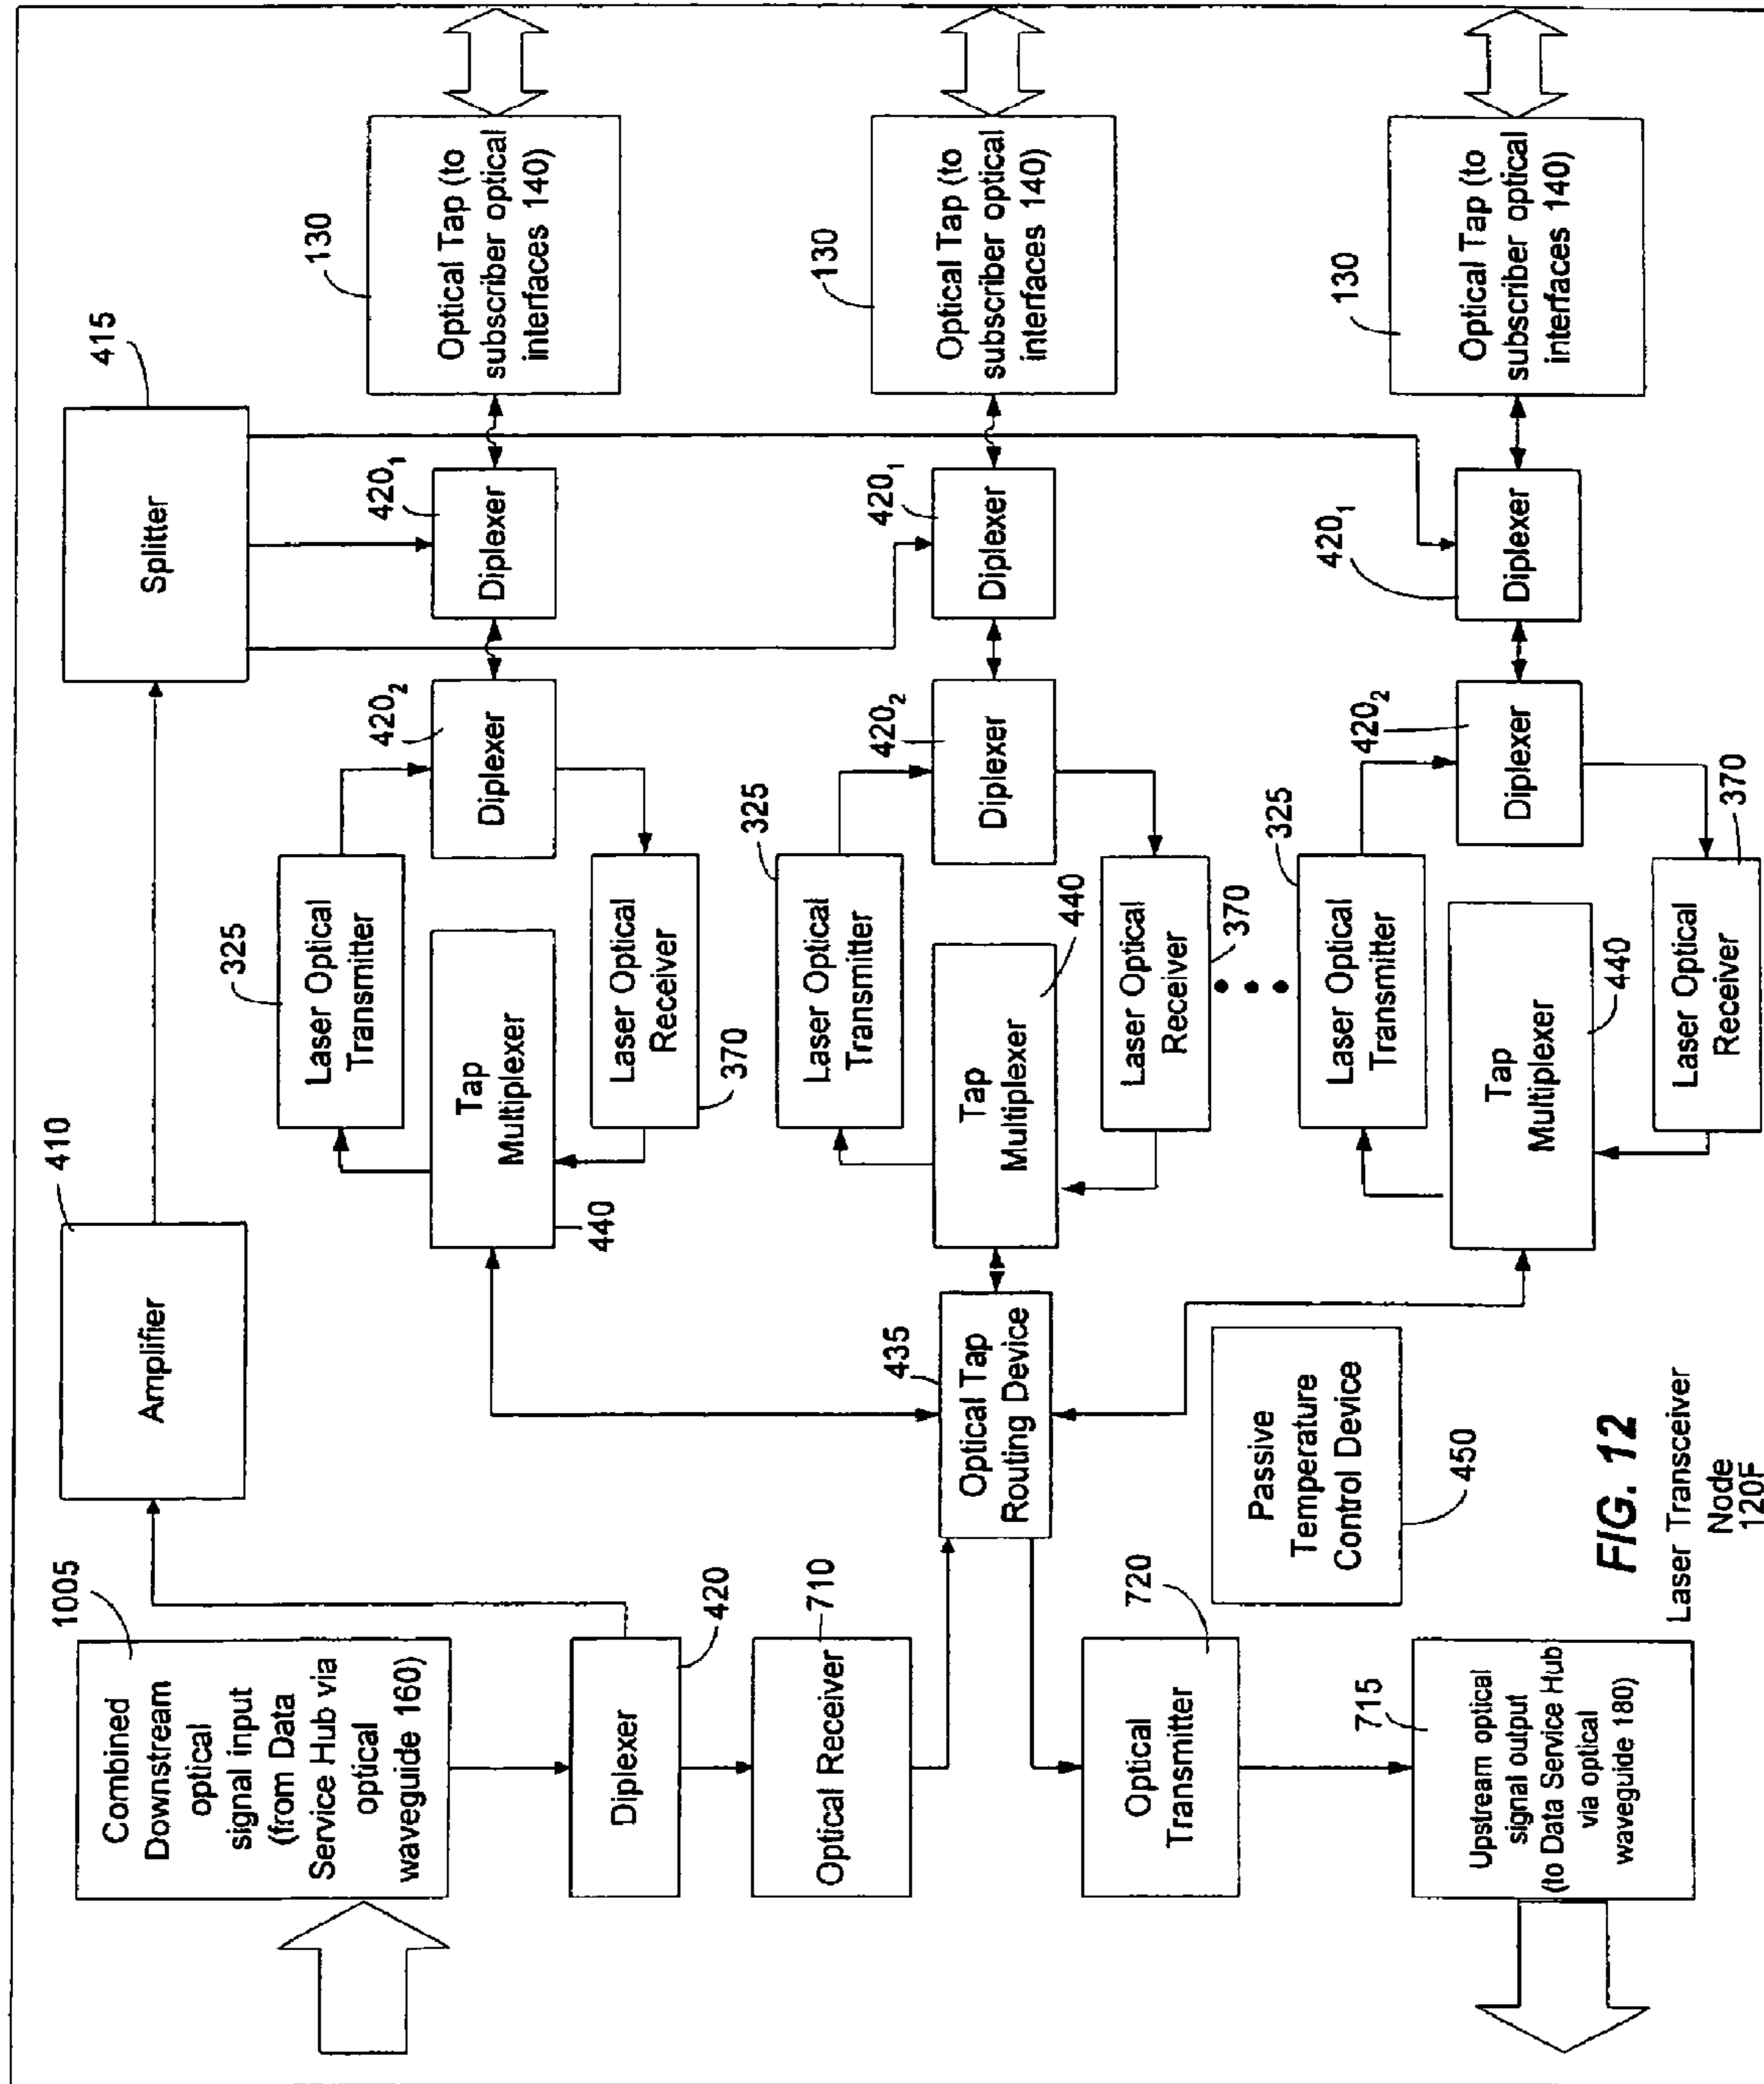 1005
Combined
Downstream
optical
signal input
(from Data
Service Hub via
optical
waveguide 160)
410
Amplifier
415
Splitter
420
Diplexer
710
Optical Receiver
435
Optical Tap
Routing Device
720
Optical
Transmitter
715
Upstream optical
signal output
(to Data Service Hub
via optical
waveguide 180)
325
Laser Optical
Transmitter
Tap
Multiplexer
440
Laser Optical
Receiver
370
420₂
Diplexer
420₁
Diplexer
130
Optical Tap (to
subscriber optical
interfaces 140)
325
Laser Optical
Transmitter
Tap
Multiplexer
440
Laser Optical
Receiver
370
420₂
Diplexer
420₁
Diplexer
130
Optical Tap (to
subscriber optical
interfaces 140)
325
Laser Optical
Transmitter
Tap
Multiplexer
440
Laser Optical
Receiver
370
420₂
Diplexer
420₁
Diplexer
130
Optical Tap (to
subscriber optical
interfaces 140)
Passive
Temperature
Control Device
450
FIG. 12
Laser Transceiver
Node
120F